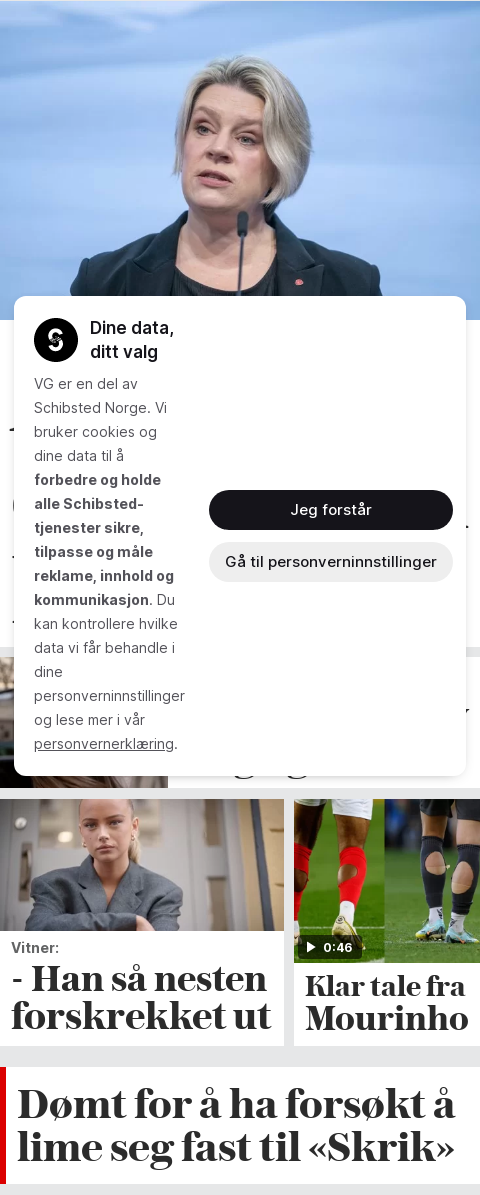 Dine data,
ditt valg
VG er en del av
Schibsted Norge. Vi
bruker cookies og
dine data til å
forbedre og holde
alle Schibsted-
tjenester sikre,
tilpasse og måle
reklame, innhold og
kommunikasjon. Du
kan kontrollere hvilke
data vi får behandle i
dine
personverninnstillinger
og lese mer i vår
personvernerklæring.
Jeg forstår
Gå til personverninnstillinger
Vitner:
- Han så nesten
forskrekket ut
0:46
Klar tale fra
Mourinho
Dømt for å ha forsøkt å
lime seg fast til «Skrik»